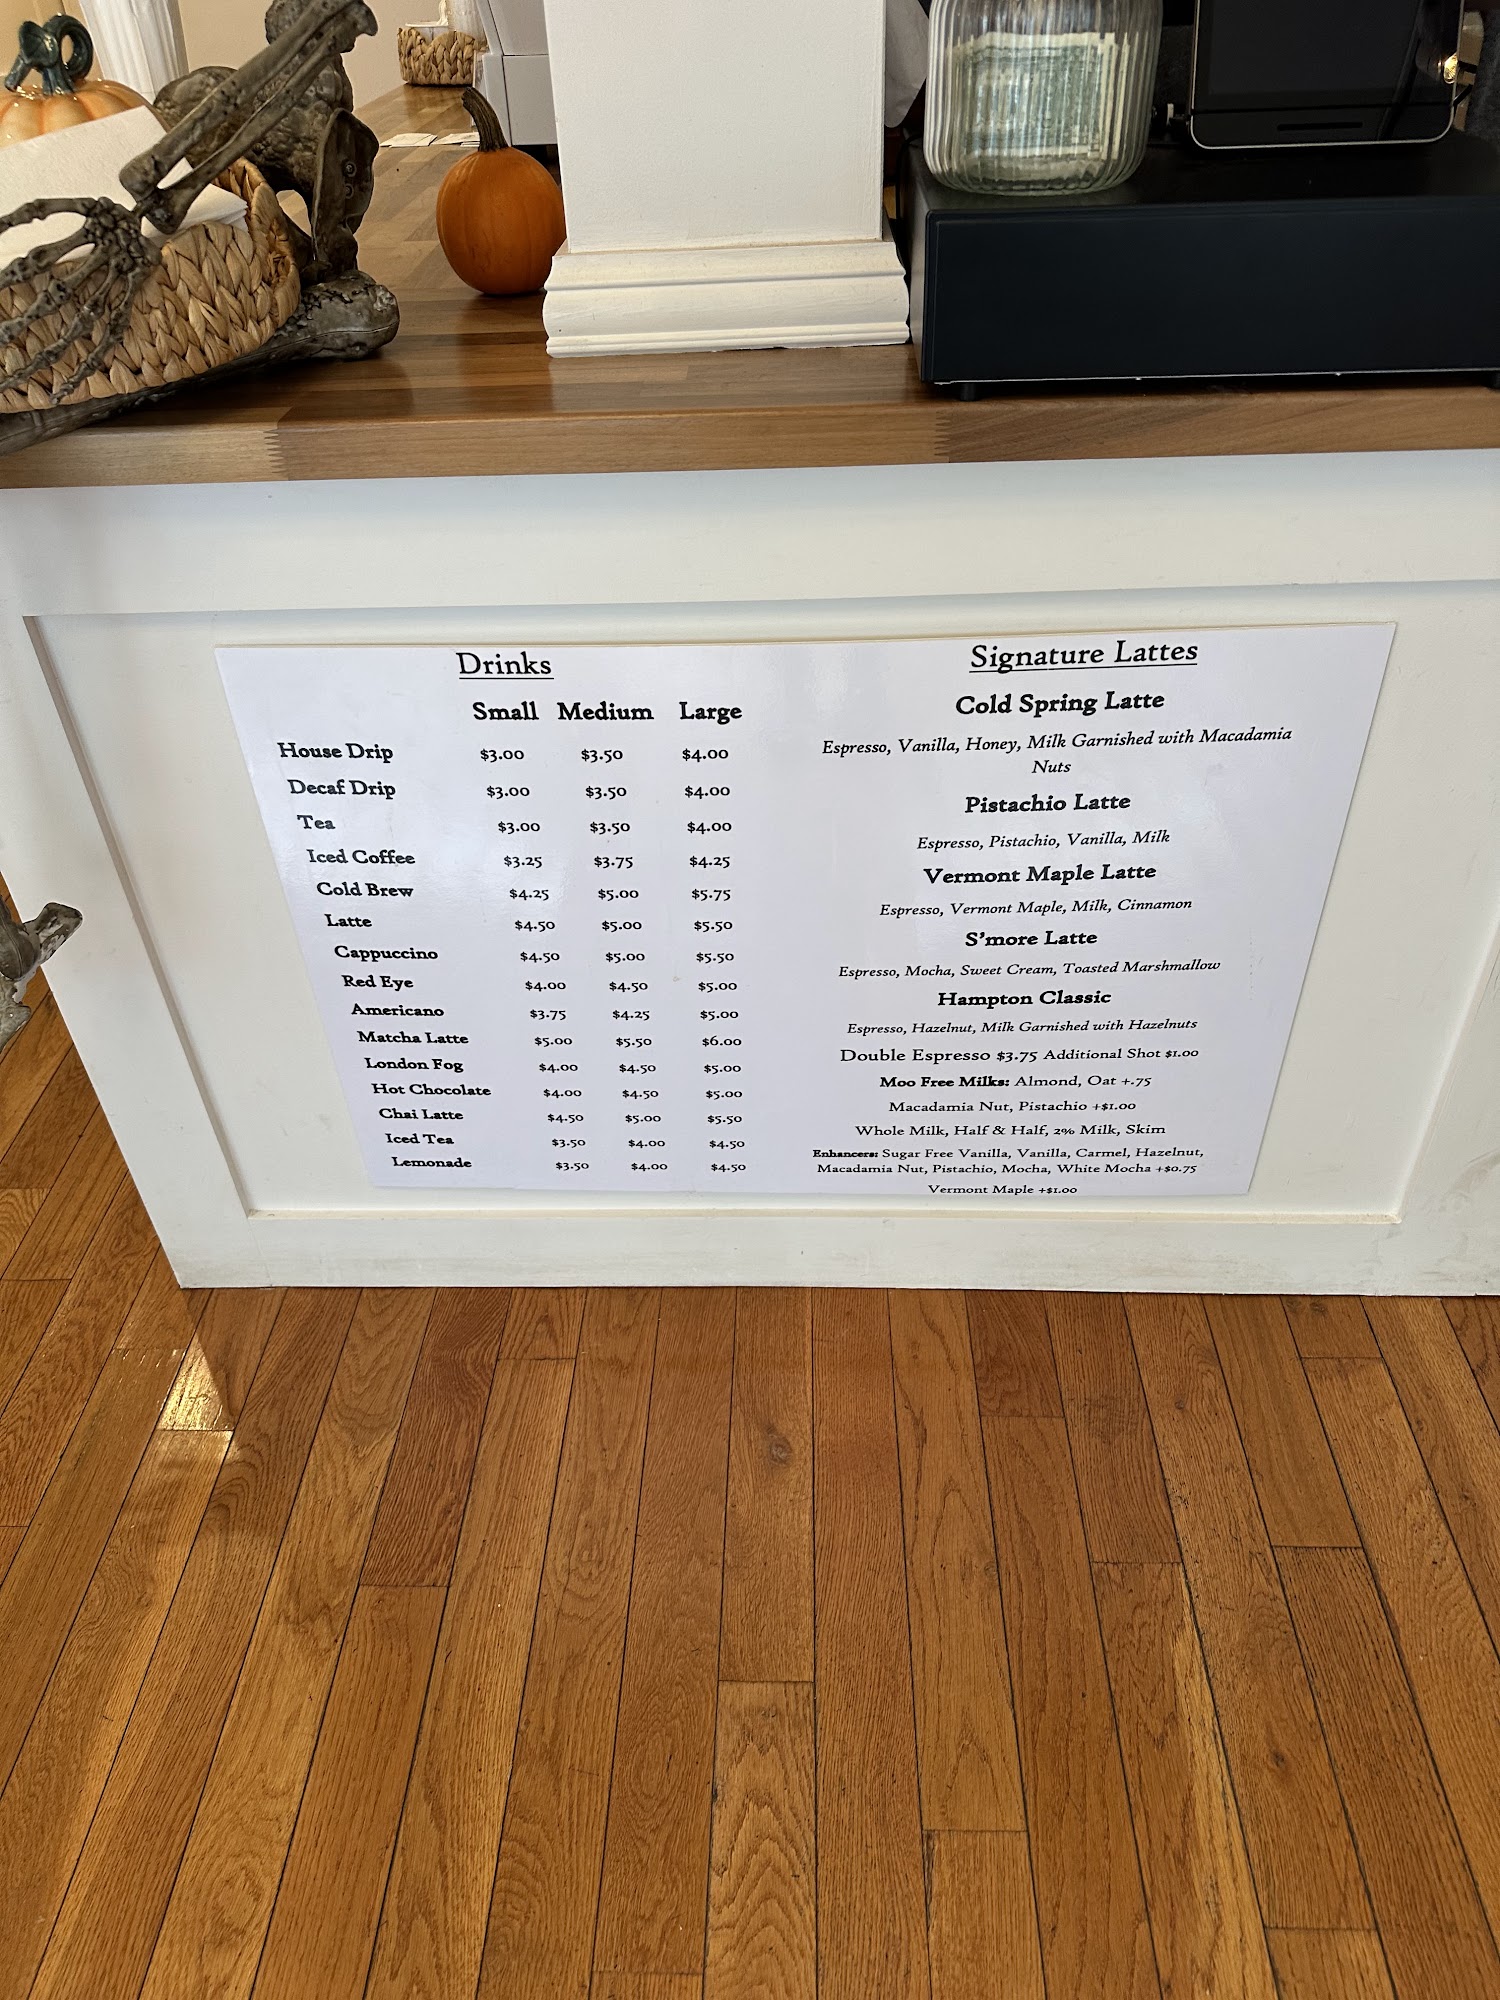 Drinks
Small Medium Large
House Drip $3.00 $3.50 $4.00
Decaf Drip $3.00 $3.50 $4.00
Tea $3.00 $3.50 $4.00
Iced Coffee $3.25 $3.75 $4.25
Cold Brew $4.25 $5.00 $5.75
Latte $4.50 $5.00 $5.50
Cappuccino $4.50 $5.00 $5.50
Red Eye $4.00 $4.50 $5.00
Americano $3.75 $4.25 $5.00
Matcha Latte $5.00 $5.50 $6.00
London Fog $4.00 $4.50 $5.00
Hot Chocolate $4.00 $4.50 $5.00
Chai Latte $4.50 $5.00 $5.50
Iced Tea $3.50 $4.00 $4.50
Lemonade $3.50 $4.00 $4.50
Signature Lattes
Cold Spring Latte
Espresso, Vanilla, Honey, Milk Garnished with Macadamia
Nuts
Pistachio Latte
Espresso, Pistachio, Vanilla, Milk
Vermont Maple Latte
Espresso, Vermont Maple, Milk, Cinnamon
S'more Latte
Espresso, Mocha, Sweet Cream, Toasted Marshmallow
Hampton Classic
Espresso, Hazelnut, Milk Garnished with Hazelnuts
Double Espresso $3.75 Additional Shot $1.00
Moo Free Milks: Almond, Oat +.75
Macadamia Nut, Pistachio +$1.00
Whole Milk, Half & Half, 2% Milk, Skim
Enhancers: Sugar Free Vanilla, Vanilla, Carmel, Hazelnut,
Macadamia Nut, Pistachio, Mocha, White Mocha +$0.75
Vermont Maple +$1.00